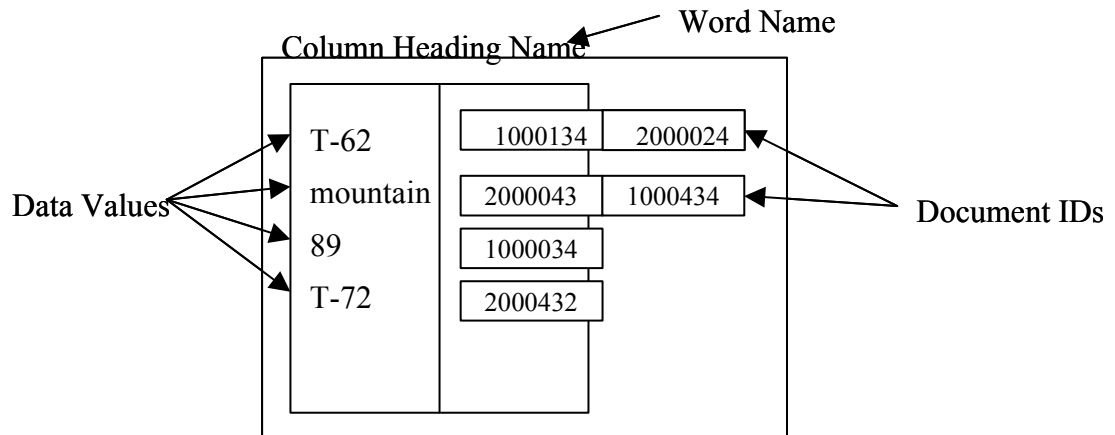 Word Name
Column Heading Name
T-62 1000134 2000024
mountain 2000043 1000434
Data Values Document IDs
89 1000034
T-72 2000432